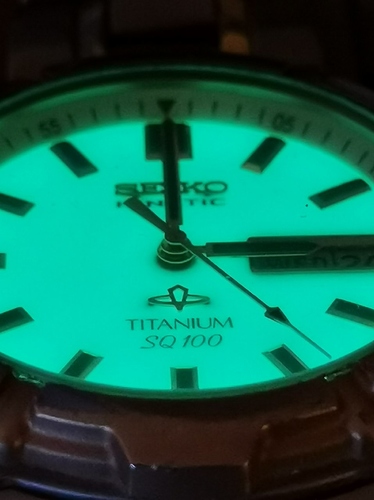 55
05
SEIKO
KINETIC
TITANIUM
SQ 100